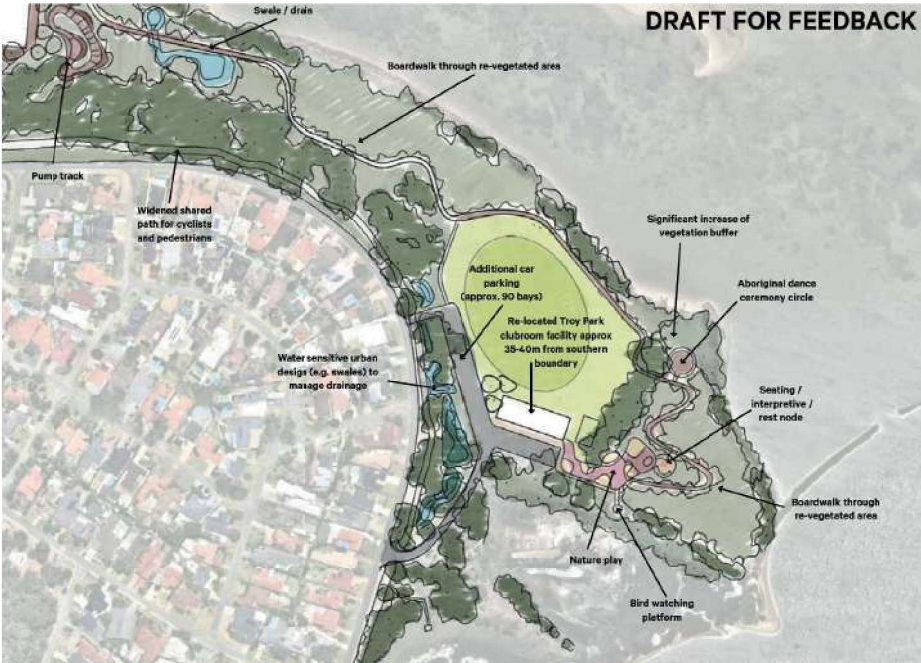 DRAFT FOR FEEDBACK
Swale / drain
Boardwalk through re-vegetated area
Pump track
Widened shared
path for cyclists
and pedestrians
Significant increase of
vegetation buffer
Additional car
parking
(approx. 90 bays)
Aboriginal dance
ceremony circle
Re-located Troy Park
clubroom facility approx
35-40m from southern
boundary
Water sensitive urban
design (e.g. swales) to
manage drainage
Seating /
interpretive /
rest node
Boardwalk through
re-vegetated area
Nature play
Bird watching
platform